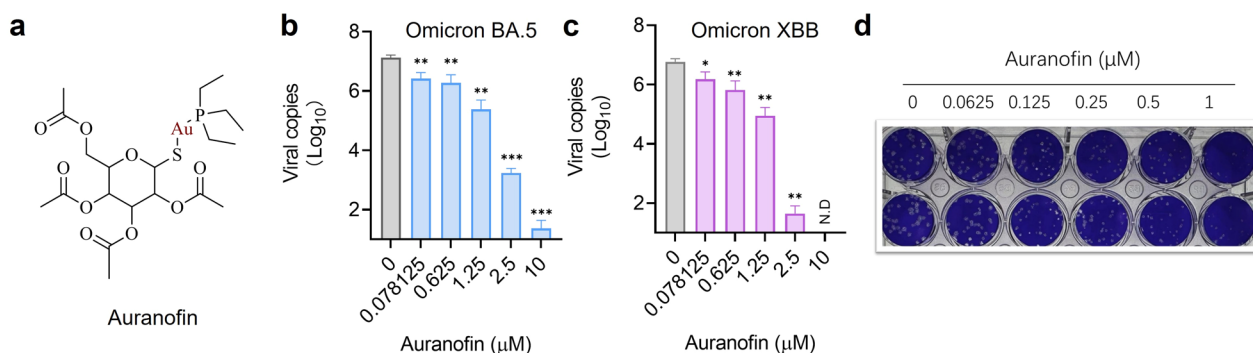 a
O
O
O
S
Au
P
O
O
O
O
O
O
Auranofin
b
Omicron BA.5
Viral copies
(Log10)
8
6
4
2
**
**
**
***
***
0
0.078125
0.625
1.25
2.5
10
Auranofin (μM)
c
Omicron XBB
Viral copies
(Log10)
8
6
4
2
*
**
**
**
N.D
0
0.078125
0.625
1.25
2.5
10
Auranofin (μM)
d
Auranofin (μM)
0 0.0625 0.125 0.25 0.5 1